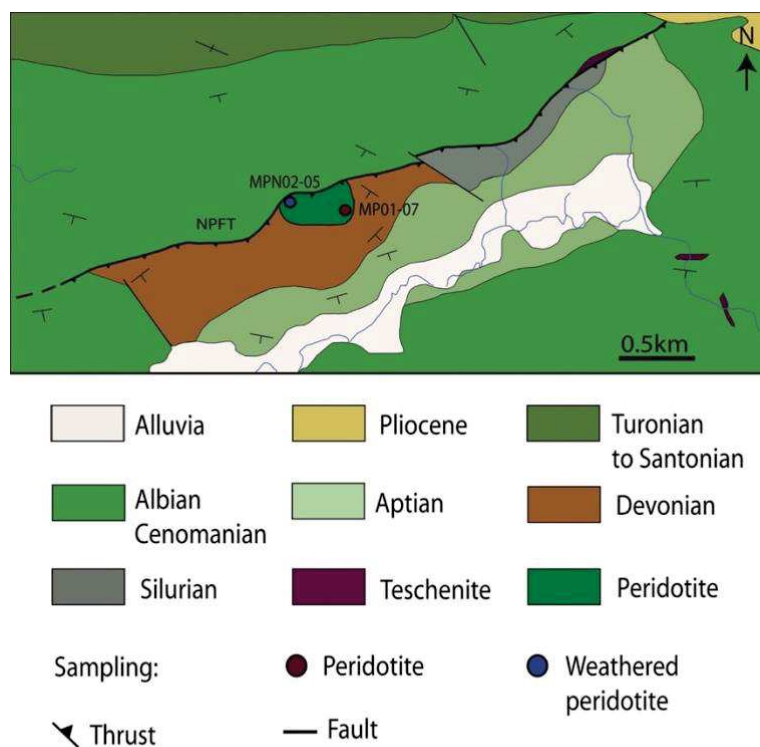 N
MPN02-05
MP01-07
NPFT
0.5km
Alluvia
Pliocene
Turonian
to Santonian
Albian
Cenomanian
Aptian
Devonian
Silurian
Teschenite
Peridotite
Sampling:
Peridotite
Weathered
peridotite
Thrust
Fault